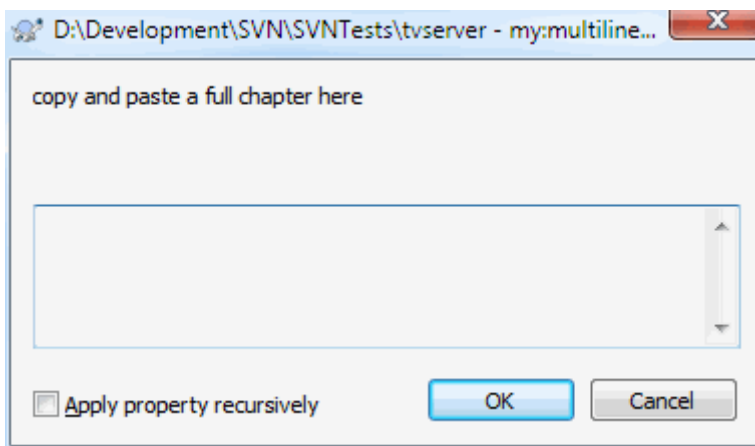 D:\Development\SVN\SVNTests\tvserver - my:multiline...
copy and paste a full chapter here
Apply property recursively
OK
Cancel